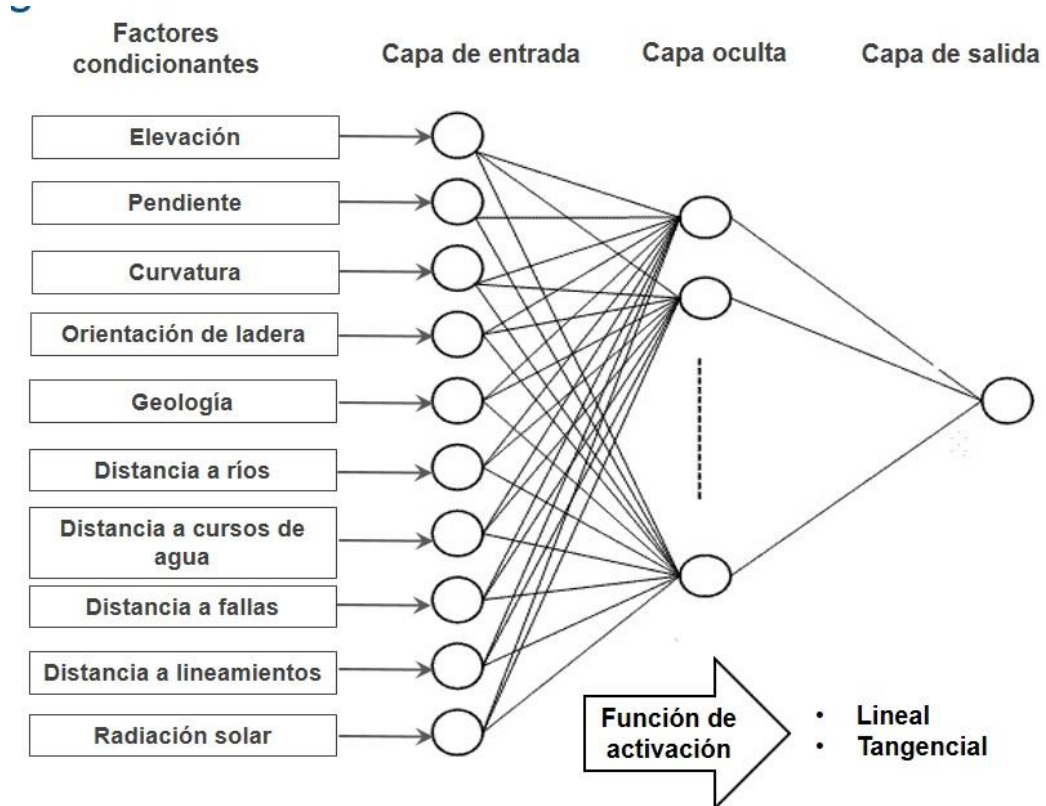 Factores
condicionantes
Capa de entrada
Capa oculta
Capa de salida
Elevación
Pendiente
Curvatura
Orientación de ladera
Geología
Distancia a ríos
Distancia a cursos de
agua
Distancia a fallas
Distancia a lineamientos
Radiación solar
Función de
activación
• Lineal
• Tangencial